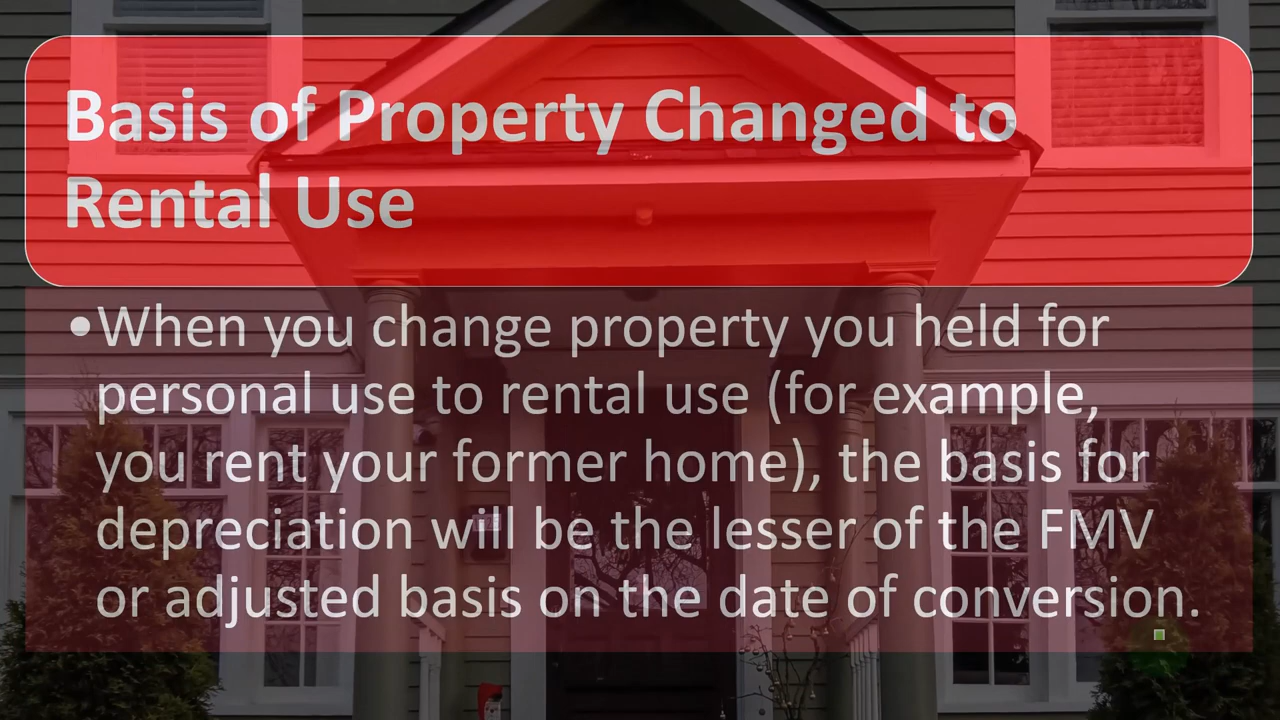 Basis of Property Changed to
Rental Use
•When you change property you held for
personal use to rental use (for example,
you rent your former home), the basis for
depreciation will be the lesser of the FMV
or adjusted basis on the date of conversion.